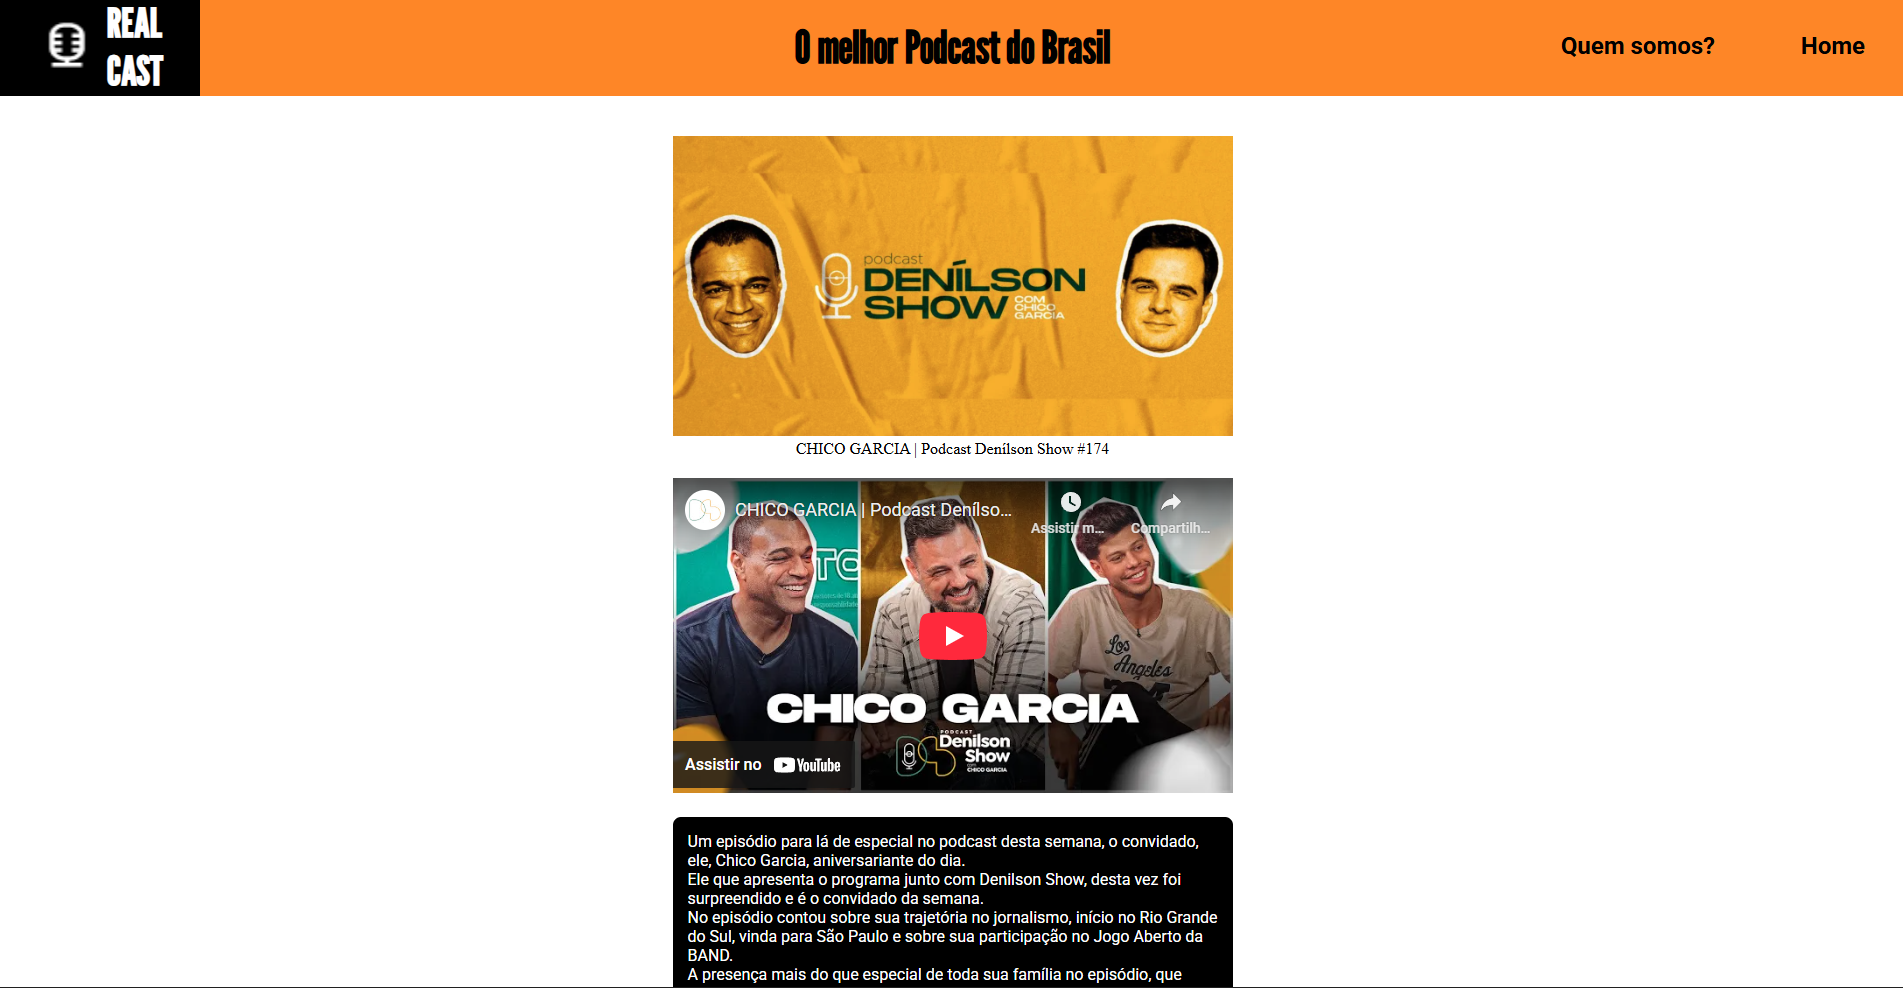 REAL
CAST
O melhor Podcast do Brasil
Quem somos?
Home
podcast
DENÍLSON
SHOW
COM
CHICO
GARCIA
CHICO GARCIA | Podcast Denílson Show #174
CHICO GARCIA | Podcast Denílso...
Assistir m...
Compartilh...
TO
Los
Angeles
CHICO GARCIA
PODCAST
Denilson
Show
com
CHICO GARCIA
Assistir no YouTube
Um episódio para lá de especial no podcast desta semana, o convidado,
ele, Chico Garcia, aniversariante do dia.
Ele que apresenta o programa junto com Denilson Show, desta vez foi
surpreendido e é o convidado da semana.
No episódio contou sobre sua trajetória no jornalismo, início no Rio Grande
do Sul, vinda para São Paulo e sobre sua participação no Jogo Aberto da
BAND.
A presença mais do que especial de toda sua família no episódio, que